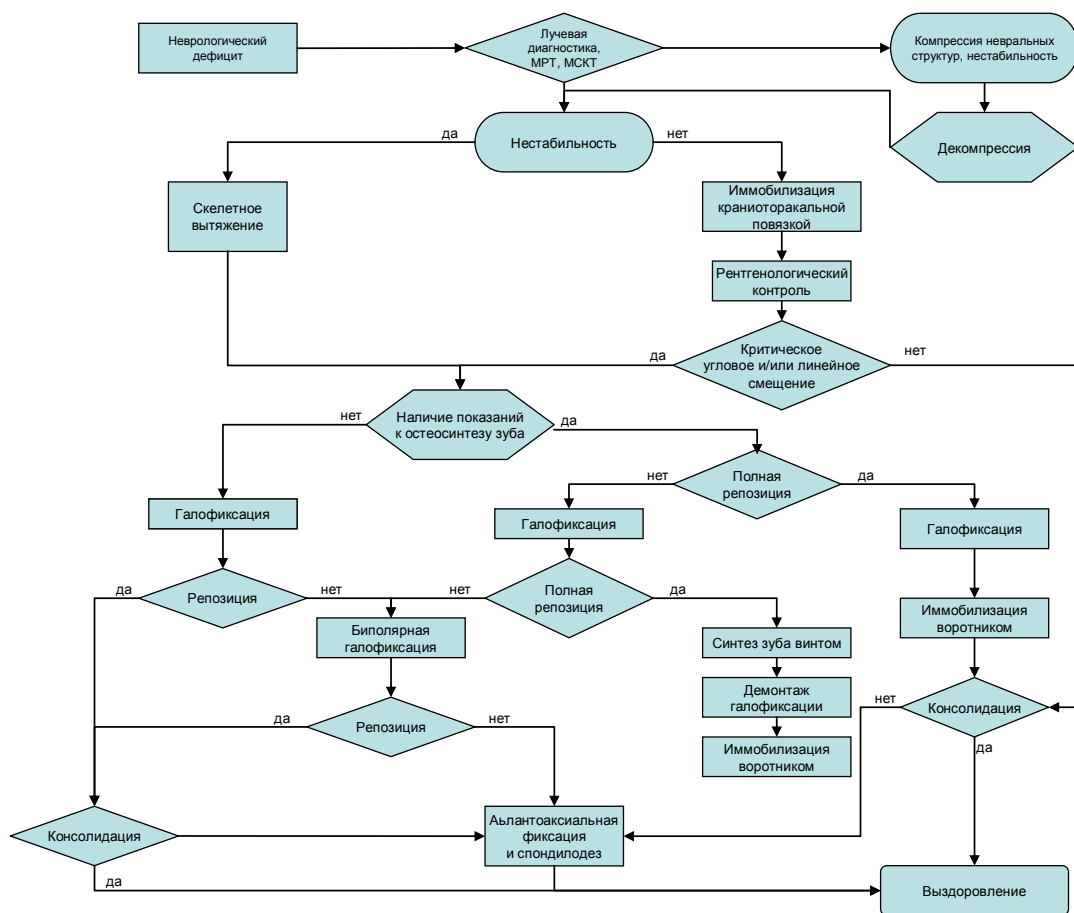 Неврологический
дефицит
Лучевая
диагностика,
МРТ, МСКТ
Компрессия невральных
структур, нестабильность
да
Нестабильность
нет
Декомпрессия
Скелетное
вытяжение
Иммобилизация
краниоторакальной
повязкой
Рентгенологический
контроль
да
Критическое
угловое и/или линейное
смещение
нет
нет
Наличие показаний
к остеосинтезу зуба
да
нет
Полная
репозиция
да
Галофиксация
Галофиксация
Галофиксация
да
Репозиция
нет
нет
Полная
репозиция
да
Иммобилизация
воротником
Биполярная
галофиксация
Синтез зуба винтом
Демонтаж
галофиксации
Иммобилизация
воротником
да
Репозиция
нет
нет
Консолидация
да
Консолидация
Аьлантоаксиальная
фиксация
и спондилодез
да
Выздоровление